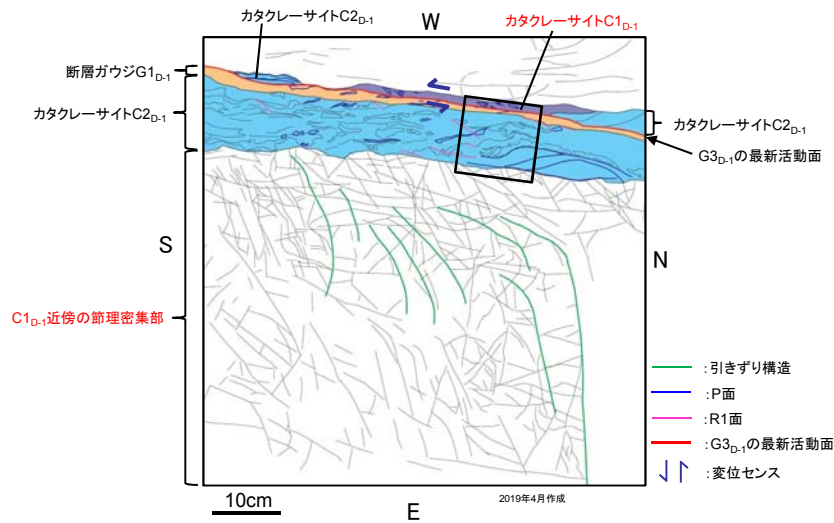 カタクレーサイトC2D-1
W
カタクレーサイトC1D-1
断層ガウジG1D-1
カタクレーサイトC2D-1
カタクレーサイトC2D-1
G3D-1の最新活動面
S
N
C1D-1近傍の節理密集部
:引きずり構造
:P面
:R1面
:G3D-1の最新活動面
:変位センス
10cm
E
2019年4月作成